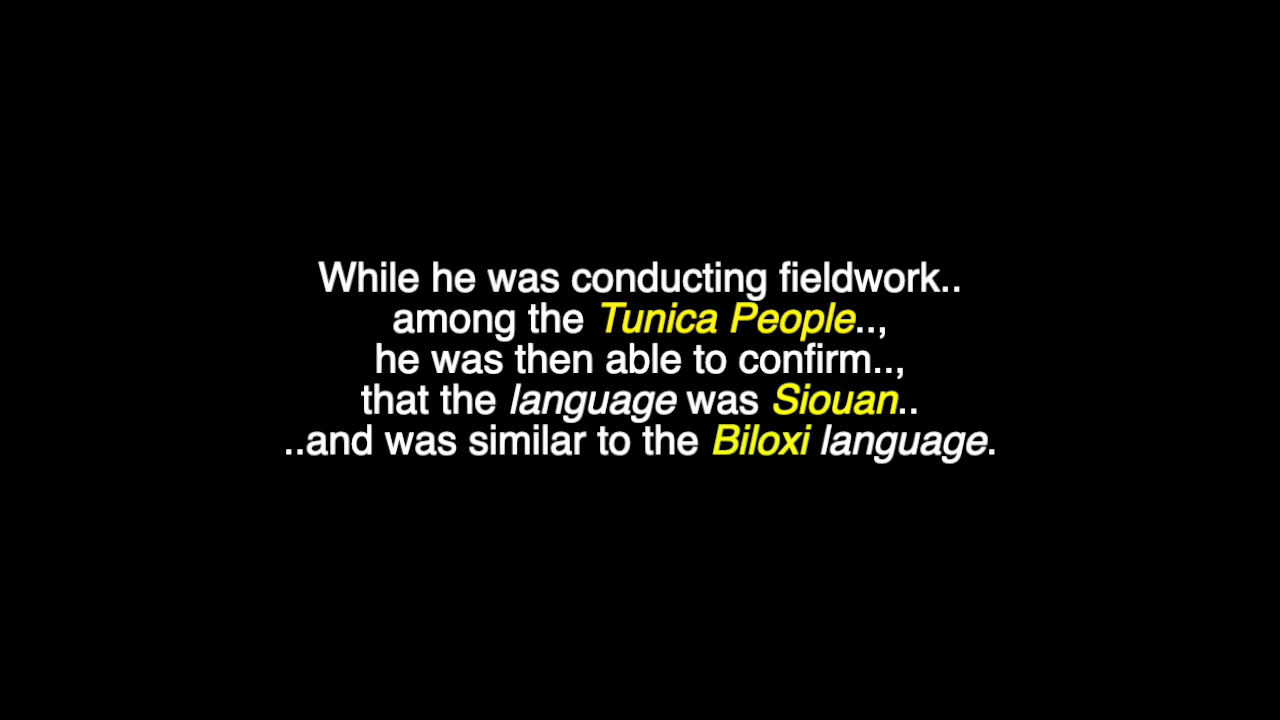 While he was conducting fieldwork..
among the Tunica People..,
he was then able to confirm..,
that the language was Siouan..
..and was similar to the Biloxi language.